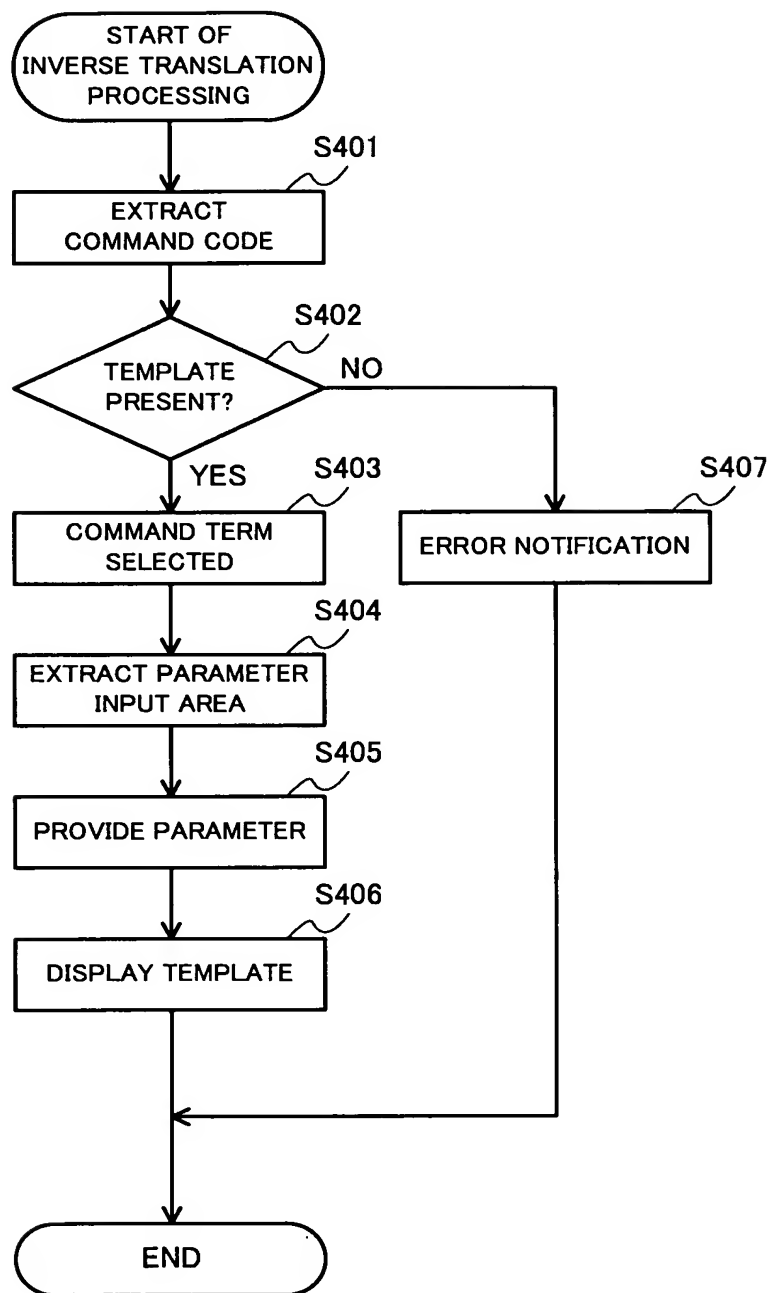 START OF
INVERSE TRANSLATION
PROCESSING
S401
EXTRACT
COMMAND CODE
S402
TEMPLATE
PRESENT?
NO
YES
S403
COMMAND TERM
SELECTED
S407
ERROR NOTIFICATION
S404
EXTRACT PARAMETER
INPUT AREA
S405
PROVIDE PARAMETER
S406
DISPLAY TEMPLATE
END